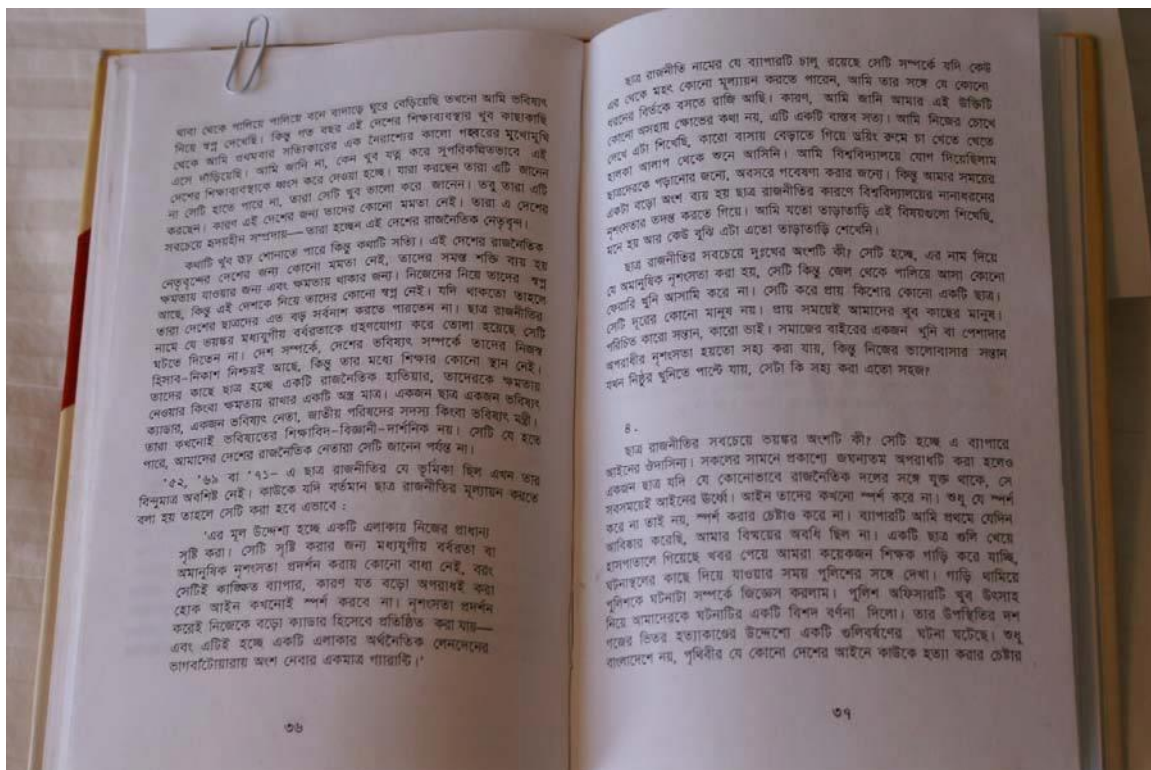 থাবা থেকে পালিয়ে পালিয়ে বনে বাদাড়ে ঘুরে বেড়িয়েছি তখনো আমি ভবিষ্যৎ
নিয়ে স্বপ্ন দেখেছি। কিন্তু গত বছর এই দেশের শিক্ষাব্যবস্থার খুব কাছাকাছি
থেকে আমি প্রথমবার সত্যিকারের এক নৈরাশ্যের কালো গহ্বরের মুখোমুখি
এসে দাঁড়িয়েছি। আমি জানি না, কেন খুব যত্ন করে সুপরিকল্পিতভাবে এই
দেশের শিক্ষাব্যবস্থাকে ধ্বংস করে দেওয়া হচ্ছে। যারা করছেন তারা এটি জানেন
না সেটি হতে পারে না, তারা সেটি খুব ভালো করে জানেন। তবু তারা এটি
করছেন। কারণ এই দেশের জন্য তাদের কোনো মমতা নেই। তারা এ দেশের
সবচেয়ে হৃদয়হীন সম্প্রদায়— তারা হচ্ছেন এই দেশের রাজনৈতিক নেতৃবৃন্দ।
কথাটি খুব রূঢ় শোনাতে পারে কিন্তু কথাটি সত্যি। এই দেশের রাজনৈতিক
নেতৃবৃন্দের দেশের জন্য কোনো মমতা নেই, তাদের সমস্ত শক্তি ব্যয় হয়
ক্ষমতায় যাওয়ার জন্য এবং ক্ষমতায় থাকার জন্য। নিজেদের নিয়ে তাদের স্বপ্ন
আছে, কিন্তু এই দেশকে নিয়ে তাদের কোনো স্বপ্ন নেই। যদি থাকতো তাহলে
তারা দেশের ছাত্রদের এত বড় সর্বনাশ করতে পারতেন না। ছাত্র রাজনীতির
নামে যে ভয়ঙ্কর মধ্যযুগীয় বর্বরতাকে গ্রহণযোগ্য করে তোলা হয়েছে সেটি
ঘটতে দিতেন না। দেশ সম্পর্কে, দেশের ভবিষ্যৎ সম্পর্কে তাদের নিজস্ব
হিসাব-নিকাশ নিশ্চয়ই আছে, কিন্তু তার মধ্যে শিক্ষার কোনো স্থান নেই।
তাদের কাছে ছাত্র হচ্ছে একটি রাজনৈতিক হাতিয়ার, তাদেরকে ক্ষমতায়
নেওয়ার কিংবা ক্ষমতায় রাখার একটি অস্ত্র মাত্র। একজন ছাত্র একজন ভবিষ্যৎ
ক্যাডার, একজন ভবিষ্যৎ নেতা, জাতীয় পরিষদের সদস্য কিংবা ভবিষ্যৎ মন্ত্রী।
তারা কখনোই ভবিষ্যতের শিক্ষাবিদ-বিজ্ঞানী-দার্শনিক নয়। সেটি যে হতে
পারে, আমাদের দেশের রাজনৈতিক নেতারা সেটি জানেন পর্যন্ত না।
'৫২, '৬৯ বা '৭১- এ ছাত্র রাজনীতির যে ভূমিকা ছিল এখন তার
বিন্দুমাত্র অবশিষ্ট নেই। কাউকে যদি বর্তমান ছাত্র রাজনীতির মূল্যায়ন করতে
বলা হয় তাহলে সেটি করা হবে এভাবে :
'এর মূল উদ্দেশ্য হচ্ছে একটি এলাকায় নিজের প্রাধান্য
সৃষ্টি করা। সেটি সৃষ্টি করার জন্য মধ্যযুগীয় বর্বরতা বা
অমানুষিক নৃশংসতা প্রদর্শন করায় কোনো বাধা নেই, বরং
সেটিই কাঙ্ক্ষিত ব্যাপার, কারণ যত বড়ো অপরাধই করা
হোক আইন কখনোই স্পর্শ করবে না। নৃশংসতা প্রদর্শন
করেই নিজেকে বড়ো ক্যাডার হিসেবে প্রতিষ্ঠিত করা যায়—
এবং এটিই হচ্ছে একটি এলাকার অর্থনৈতিক লেনদেনের
ভাগবাঁটোয়ারায় অংশ নেবার একমাত্র গ্যারান্টি।'
৩৬
ছাত্র রাজনীতি নামের যে ব্যাপারটি চালু রয়েছে সেটি সম্পর্কে যদি কেউ
এর থেকে মহৎ কোনো মূল্যায়ন করতে পারেন, আমি তার সঙ্গে যে কোনো
ধরনের বিতর্কে বসতে রাজি আছি। কারণ, আমি জানি আমার এই উক্তিটি
কোনো অসহায় ক্ষোভের কথা নয়, এটি একটি বাস্তব সত্য। আমি নিজের চোখে
দেখে এটা শিখেছি, কারো বাসায় বেড়াতে গিয়ে ড্রয়িং রুমে চা খেতে খেতে
হালকা আলাপ থেকে শুনে আসিনি। আমি বিশ্ববিদ্যালয়ে যোগ দিয়েছিলাম
ছাত্রদেরকে পড়ানোর জন্যে, অবসরে গবেষণা করার জন্যে। কিন্তু আমার সময়ের
একটা বড়ো অংশ ব্যয় হয় ছাত্র রাজনীতির কারণে বিশ্ববিদ্যালয়ের নানাধরনের
নৃশংসতার তদন্ত করতে গিয়ে। আমি যতো তাড়াতাড়ি এই বিষয়গুলো শিখেছি,
মনে হয় আর কেউ বুঝি এটা এতো তাড়াতাড়ি শেখেনি।
ছাত্র রাজনীতির সবচেয়ে দুঃখের অংশটি কী? সেটি হচ্ছে, এর নাম দিয়ে
যে অমানুষিক নৃশংসতা করা হয়, সেটি কিন্তু জেল থেকে পালিয়ে আসা কোনো
ফেরারি খুনি আসামি করে না। সেটি করে প্রায় কিশোর কোনো একটি ছাত্র।
সেটি দূরের কোনো মানুষ নয়। প্রায় সময়েই আমাদের খুব কাছের মানুষ।
পরিচিত কারো সন্তান, কারো ভাই। সমাজের বাইরের একজন খুনি বা পেশাদার
অপরাধীর নৃশংসতা হয়তো সহ্য করা যায়, কিন্তু নিজের ভালোবাসার সন্তান
যখন নিষ্ঠুর খুনিতে পাল্টে যায়, সেটা কি সহ্য করা এতো সহজ?
৪.
ছাত্র রাজনীতির সবচেয়ে ভয়ঙ্কর অংশটি কী? সেটি হচ্ছে এ ব্যাপারে
আইনের ঔদাসিন্য। সকলের সামনে প্রকাশ্যে জঘন্যতম অপরাধটি করা হলেও
একজন ছাত্র যদি যে কোনোভাবে রাজনৈতিক দলের সঙ্গে যুক্ত থাকে, সে
সবসময়েই আইনের ঊর্ধ্বে। আইন তাদের কখনো স্পর্শ করে না। শুধু যে স্পর্শ
করে না তাই নয়, স্পর্শ করার চেষ্টাও করে না। ব্যাপারটি আমি প্রথমে যেদিন
আবিষ্কার করেছি, আমার বিস্ময়ের অবধি ছিল না। একটি ছাত্র গুলি খেয়ে
হাসপাতালে গিয়েছে খবর পেয়ে আমরা কয়েকজন শিক্ষক গাড়ি করে যাচ্ছি,
ঘটনাস্থলের কাছে দিয়ে যাওয়ার সময় পুলিশের সঙ্গে দেখা। গাড়ি থামিয়ে
পুলিশকে ঘটনাটা সম্পর্কে জিজ্ঞেস করলাম। পুলিশ অফিসারটি খুব উৎসাহ
নিয়ে আমাদেরকে ঘটনাটির একটি বিশদ বর্ণনা দিলো। তার উপস্থিতির দশ
গজের ভিতর হত্যাকাণ্ডের উদ্দেশ্যে একটি গুলিবর্ষণের ঘটনা ঘটেছে। শুধু
বাংলাদেশে নয়, পৃথিবীর যে কোনো দেশের আইনে কাউকে হত্যা করার চেষ্টার
৩৭